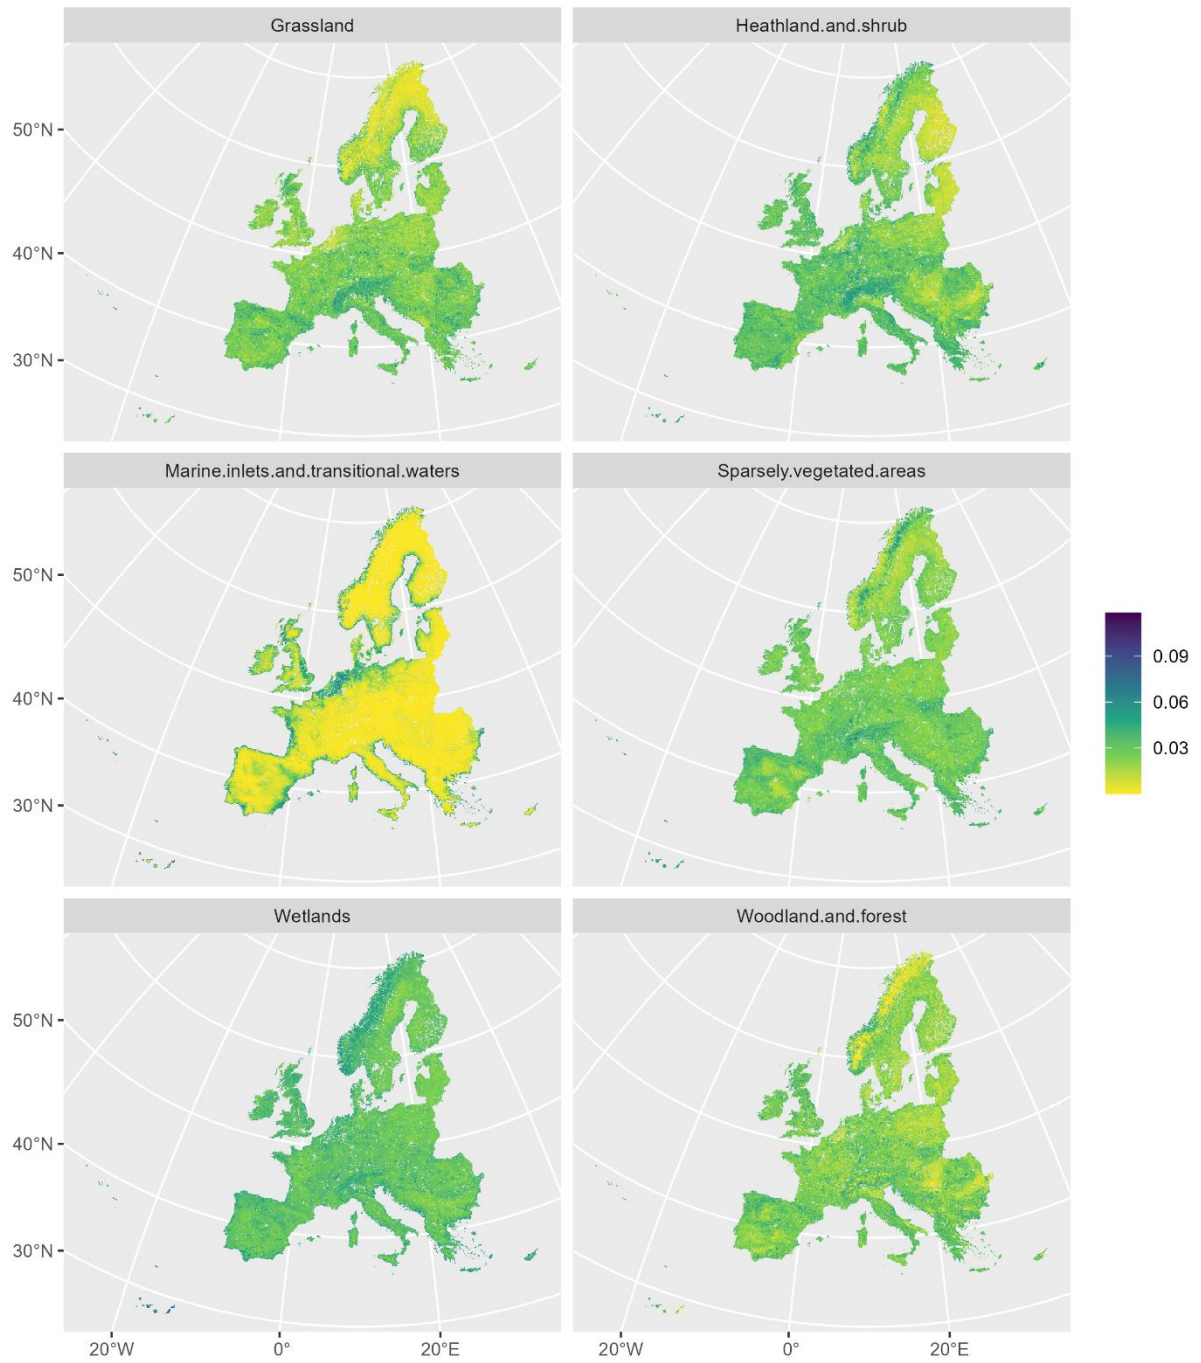 Grassland
Heathland.and.shrub
50°N
40°N
30°N
Marine.inlets.and.transitional.waters
Sparsely.vegetated.areas
50°N
40°N
30°N
0.09
0.06
0.03
Wetlands
Woodland.and.forest
50°N
40°N
30°N
20°W
0°
20°E
20°W
0°
20°E